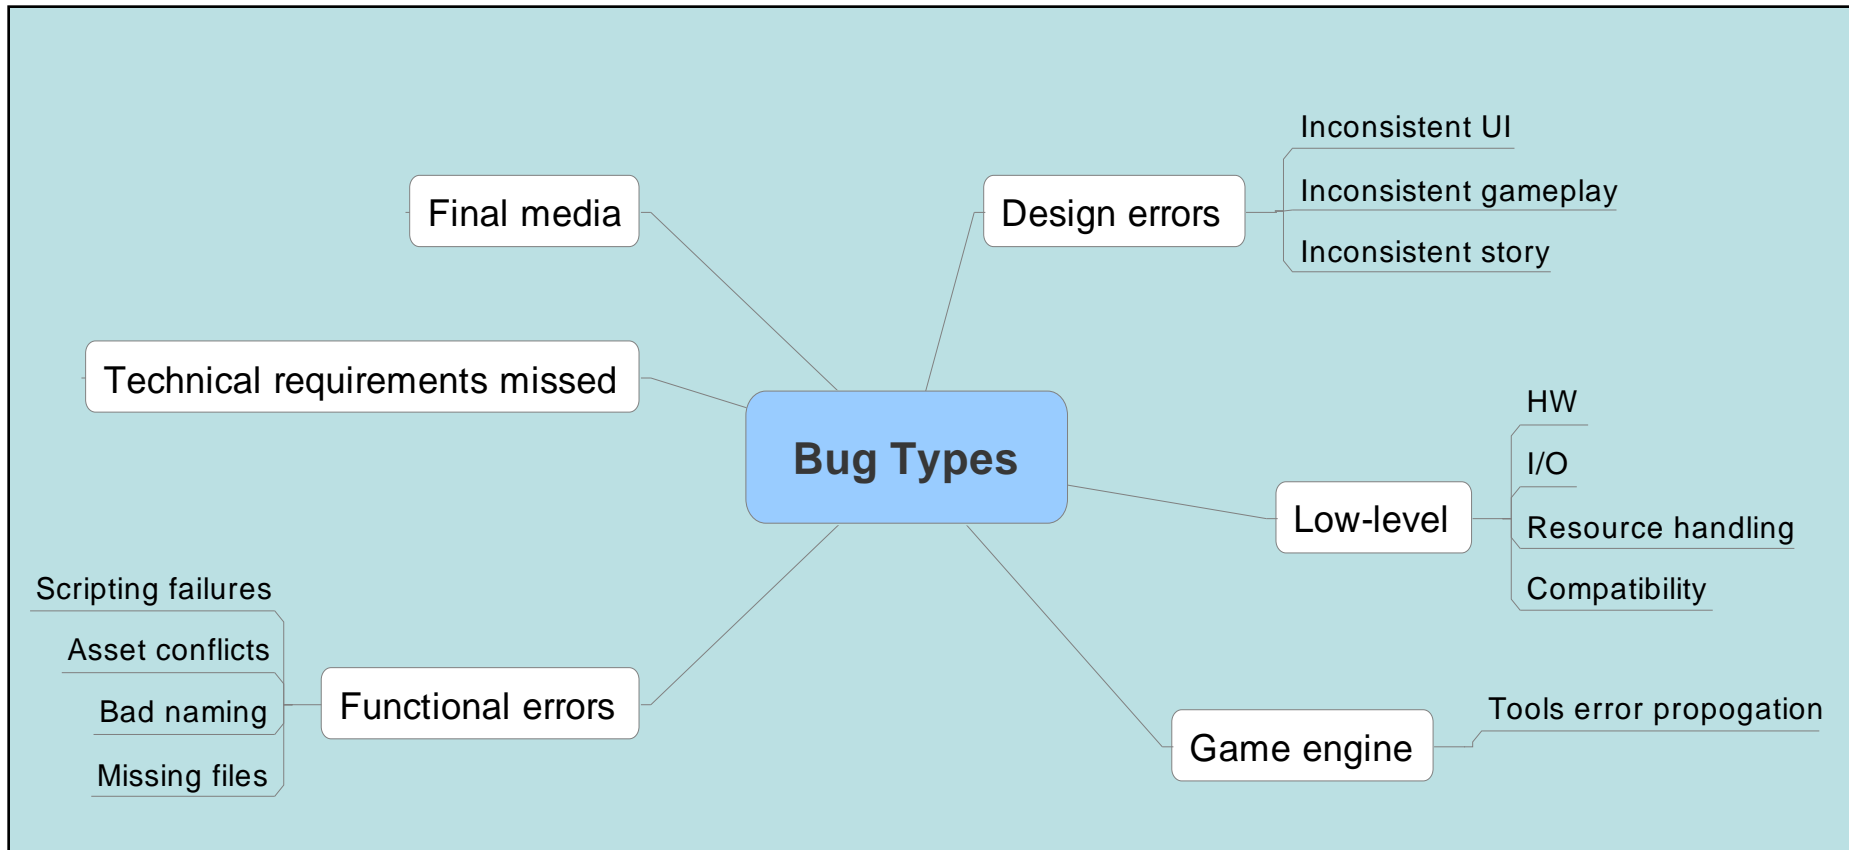 Bug Types
Design errors
Inconsistent UI
Inconsistent gameplay
Inconsistent story
Low-level
HW
I/O
Resource handling
Compatibility
Game engine
Tools error propogation
Functional errors
Scripting failures
Asset conflicts
Bad naming
Missing files
Technical requirements missed
Final media